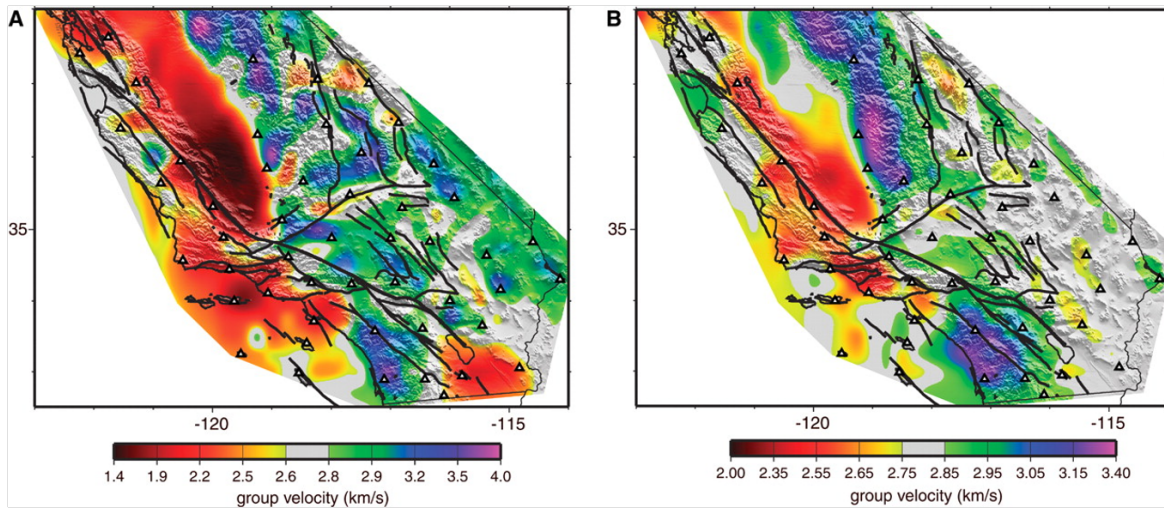 A
B
35
35
-120
-115
-120
-115
1.4 1.9 2.2 2.5 2.6 2.8 2.9 3.2 3.5 4.0
group velocity (km/s)
2.00 2.35 2.55 2.65 2.75 2.85 2.95 3.05 3.15 3.40
group velocity (km/s)